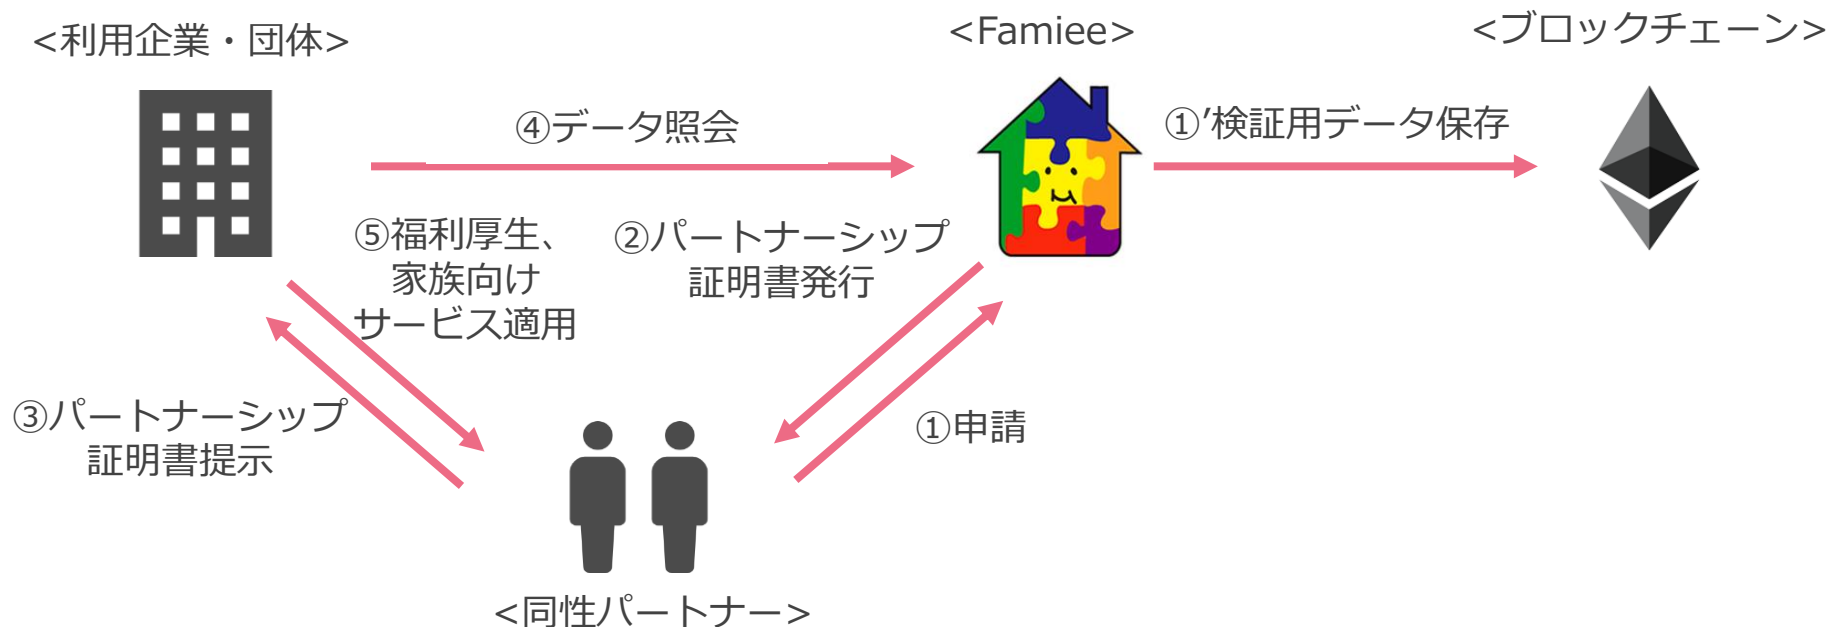 <利用企業・団体>
<Famiee>
<ブロックチェーン>
④データ照会
①’検証用データ保存
⑤福利厚生、
家族向け
サービス適用
②パートナーシップ
証明書発行
③パートナーシップ
証明書提示
①申請
<同性パートナー>